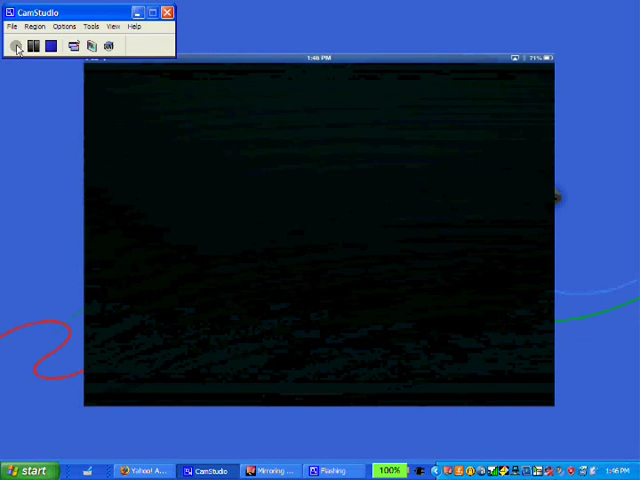 CamStudio
File Region Options Tools View Help
1:46 PM
71%
start
Yahoo! A...
CamStudio
Mirroring ...
Flashing
100%
1:46 PM